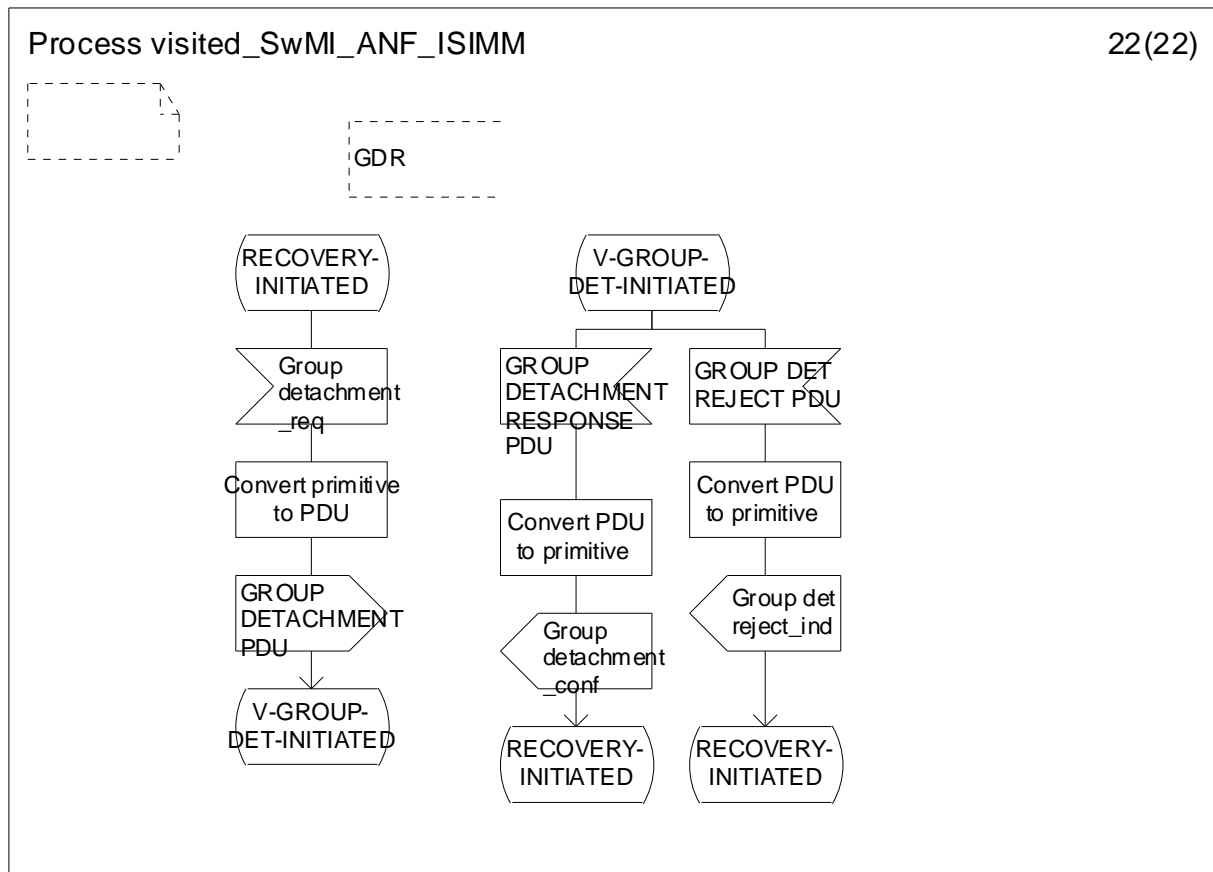 Process visited_SwMI_ANF_ISIMM
22(22)
GDR
RECOVERY-
INITIATED
Group
detachment
_req
Convert primitive
to PDU
GROUP
DETACHMENT
PDU
V-GROUP-
DET-INITIATED
V-GROUP-
DET-INITIATED
GROUP
DETACHMENT
RESPONSE
PDU
Convert PDU
to primitive
Group
detachment
_conf
RECOVERY-
INITIATED
GROUP DET
REJECT PDU
Convert PDU
to primitive
Group det
reject_ind
RECOVERY-
INITIATED